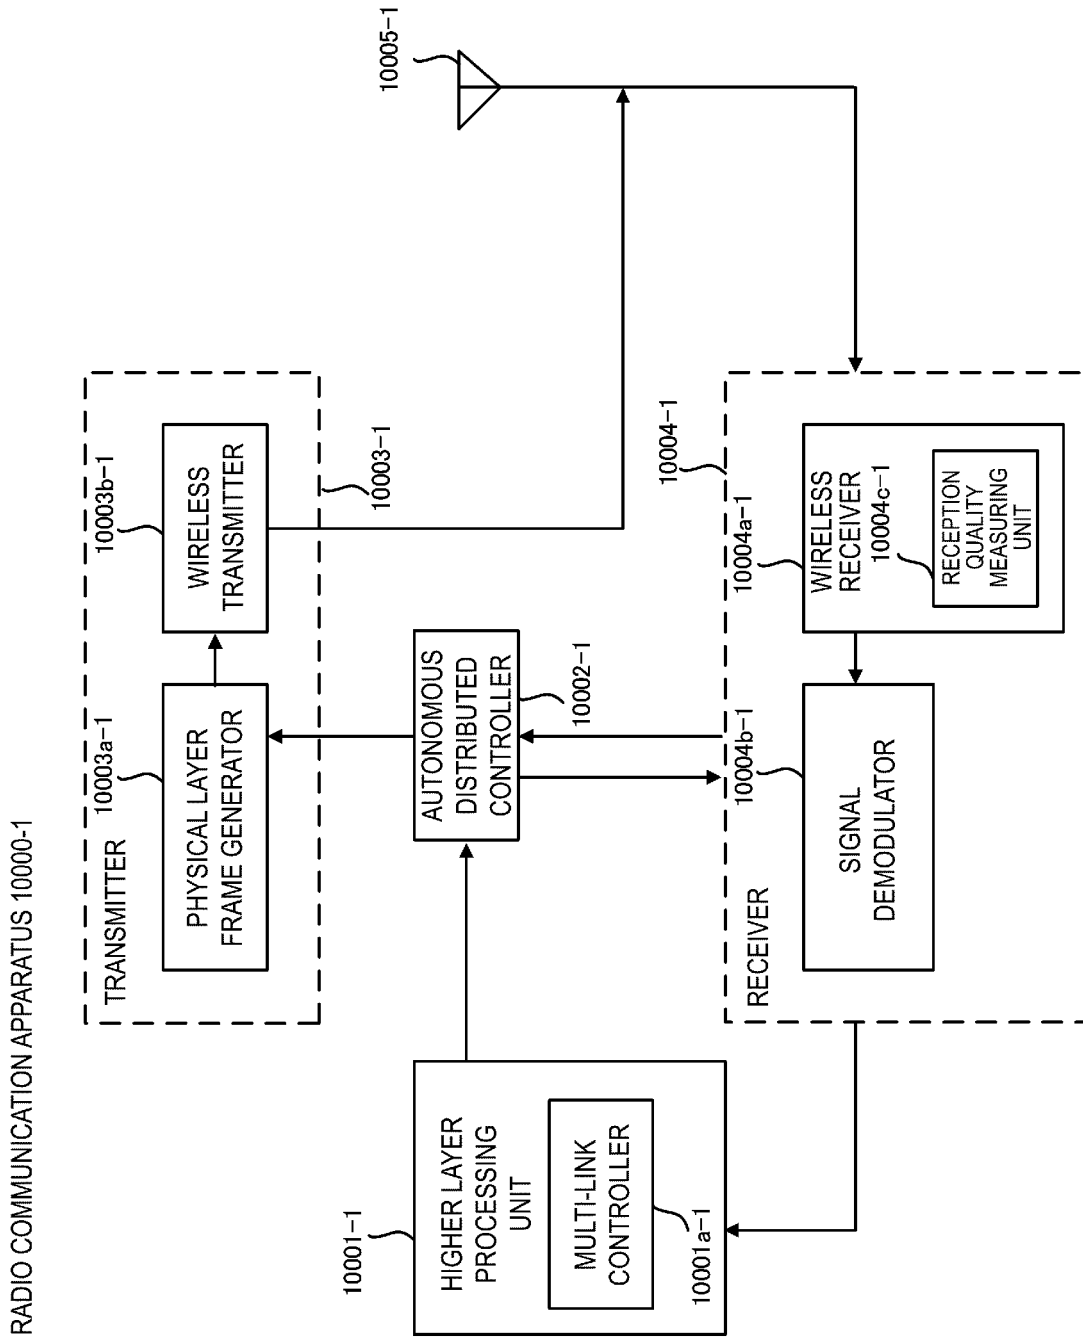 RADIO COMMUNICATION APPARATUS 10000-1
10001-1
HIGHER LAYER
PROCESSING
UNIT
MULTI-LINK
CONTROLLER
10001a-1
TRANSMITTER
10003a-1
PHYSICAL LAYER
FRAME GENERATOR
10003b-1
WIRELESS
TRANSMITTER
10003-1
AUTONOMOUS
DISTRIBUTED
CONTROLLER
10002-1
RECEIVER
10004b-1
SIGNAL
DEMODULATOR
10004-1
10004a-1
WIRELESS
RECEIVER
10004c-1
RECEPTION
QUALITY
MEASURING
UNIT
10005-1